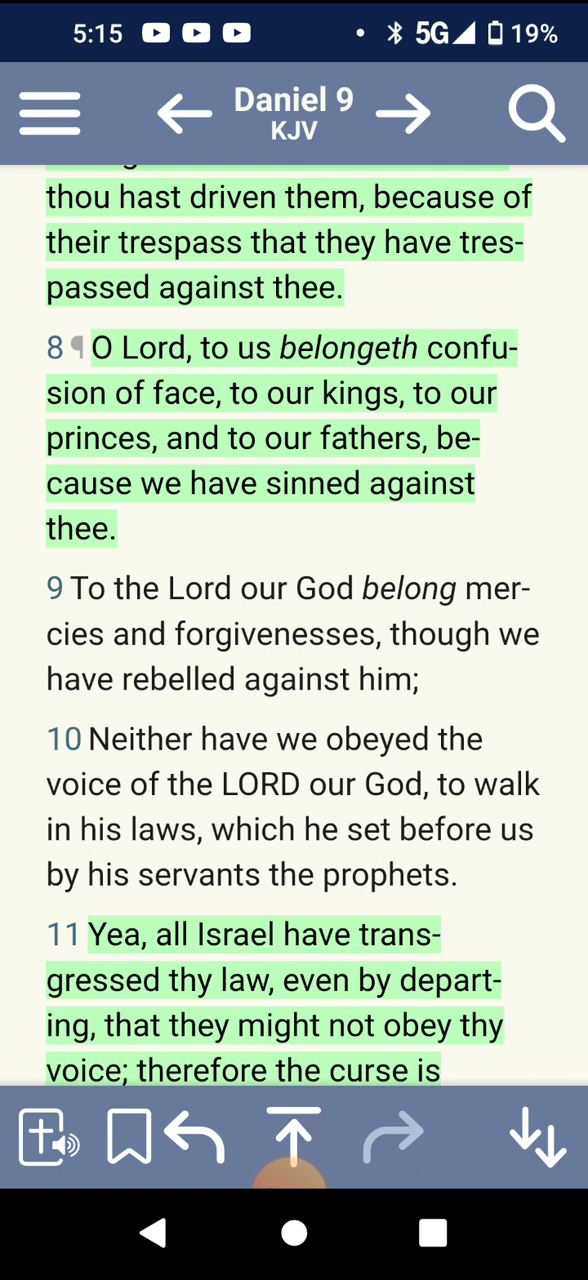 5:15 5G 19%
Daniel 9
KJV
thou hast driven them, because of
their trespass that they have tres-
passed against thee.
8 ¶ O Lord, to us belongeth confu-
sion of face, to our kings, to our
princes, and to our fathers, be-
cause we have sinned against
thee.
9 To the Lord our God belong mer-
cies and forgivenesses, though we
have rebelled against him;
10 Neither have we obeyed the
voice of the LORD our God, to walk
in his laws, which he set before us
by his servants the prophets.
11 Yea, all Israel have trans-
gressed thy law, even by depart-
ing, that they might not obey thy
voice; therefore the curse is